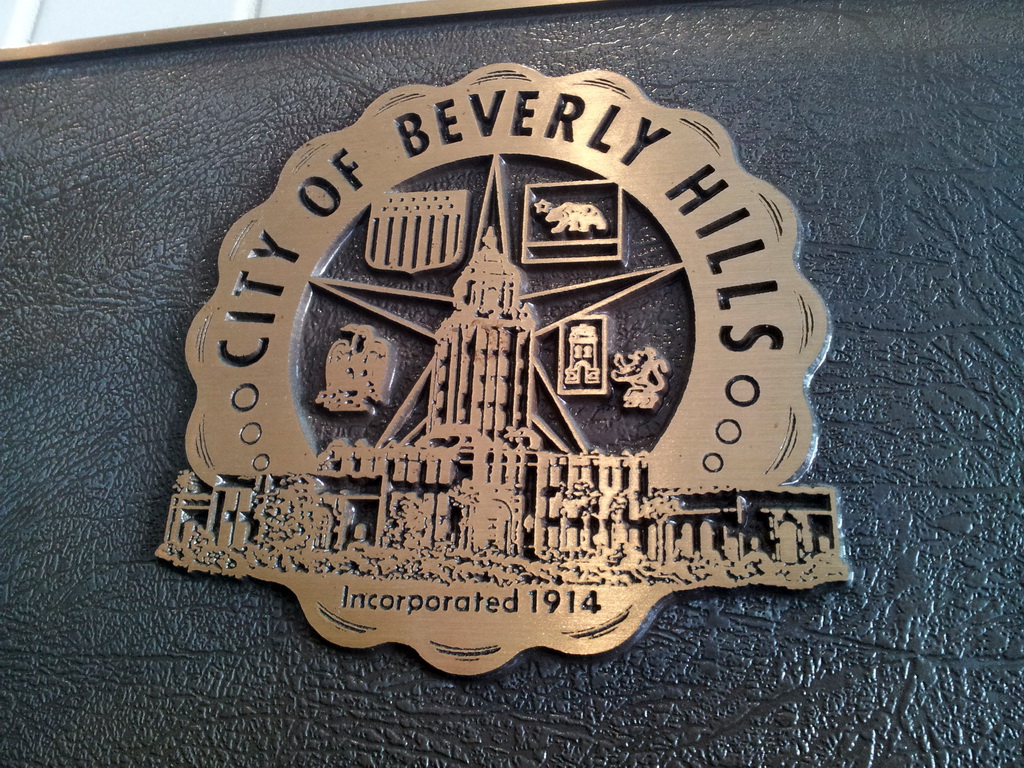 CITY OF BEVERLY HILLS
Incorporated 1914